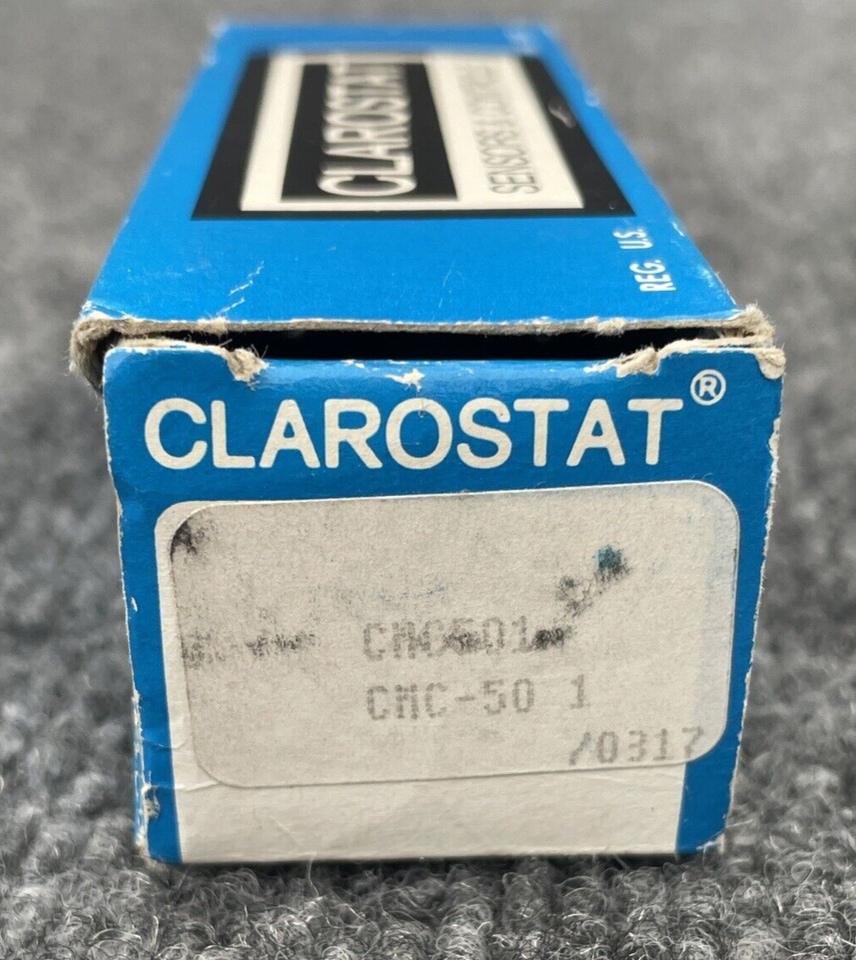 CLAROSTAT
SENSORS & CONTROLS
REG. U.S.
CLAROSTAT®
CMC501
CMC-50 1
/0317